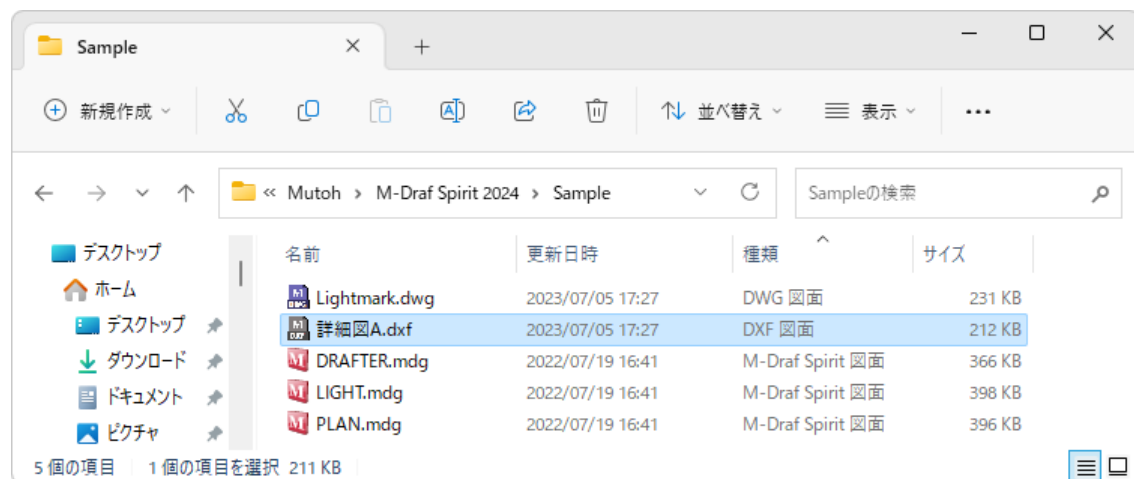 Sample
新規作成 並べ替え 表示
« Mutoh > M-Draf Spirit 2024 > Sample Sampleの検索
デスクトップ 名前 更新日時 種類 サイズ
ホーム Lightmark.dwg 2023/07/05 17:27 DWG 図面 231 KB
デスクトップ 詳細図A.dxf 2023/07/05 17:27 DXF 図面 212 KB
ダウンロード DRAFTER.mdg 2022/07/19 16:41 M-Draf Spirit 図面 366 KB
ドキュメント LIGHT.mdg 2022/07/19 16:41 M-Draf Spirit 図面 398 KB
ピクチャ PLAN.mdg 2022/07/19 16:41 M-Draf Spirit 図面 396 KB
5 個の項目 1 個の項目を選択 211 KB